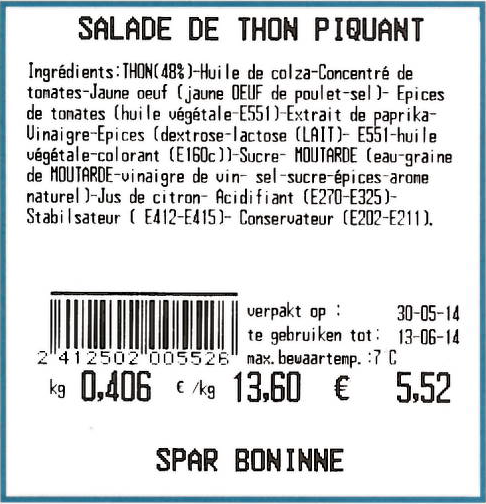 SALADE DE THON PIQUANT
Ingrédients:THON(48%)-Huile de colza-Concentré de
tomates-Jaune oeuf (jaune OEUF de poulet-sel)- Epices
de tomates (huile végétale-E551)-Extrait de paprika-
Vinaigre-Epices (dextrose-lactose (LAIT)- E551-huile
végétale-colorant (E160c))-Sucre- MOUTARDE (eau-graine
de MOUTARDE-vinaigre de vin- sel-sucre-épices-arome
naturel)-Jus de citron- Acidifiant (E270-E325)-
Stabilsateur ( E412-E415)- Conservateur (E202-E211).
verpakt op : 30-05-14
te gebruiken tot: 13-06-14
2 412502 005526 max.bewaartemp. :7 C
kg 0,406 €/kg 13,60 € 5,52
SPAR BONINNE